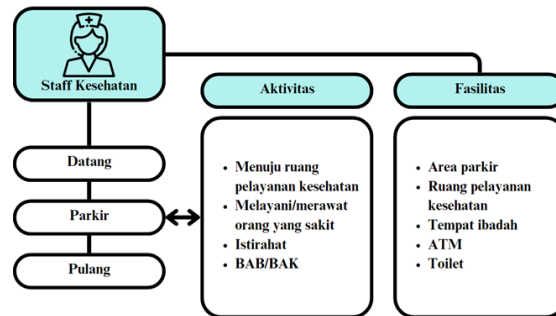 Staff Kesehatan
Datang
Parkir
Pulang
Aktivitas
• Menuju ruang
pelayanan kesehatan
• Melayani/merawat
orang yang sakit
• Istirahat
• BAB/BAK
Fasilitas
• Area parkir
• Ruang pelayanan
kesehatan
• Tempat ibadah
• ATM
• Toilet